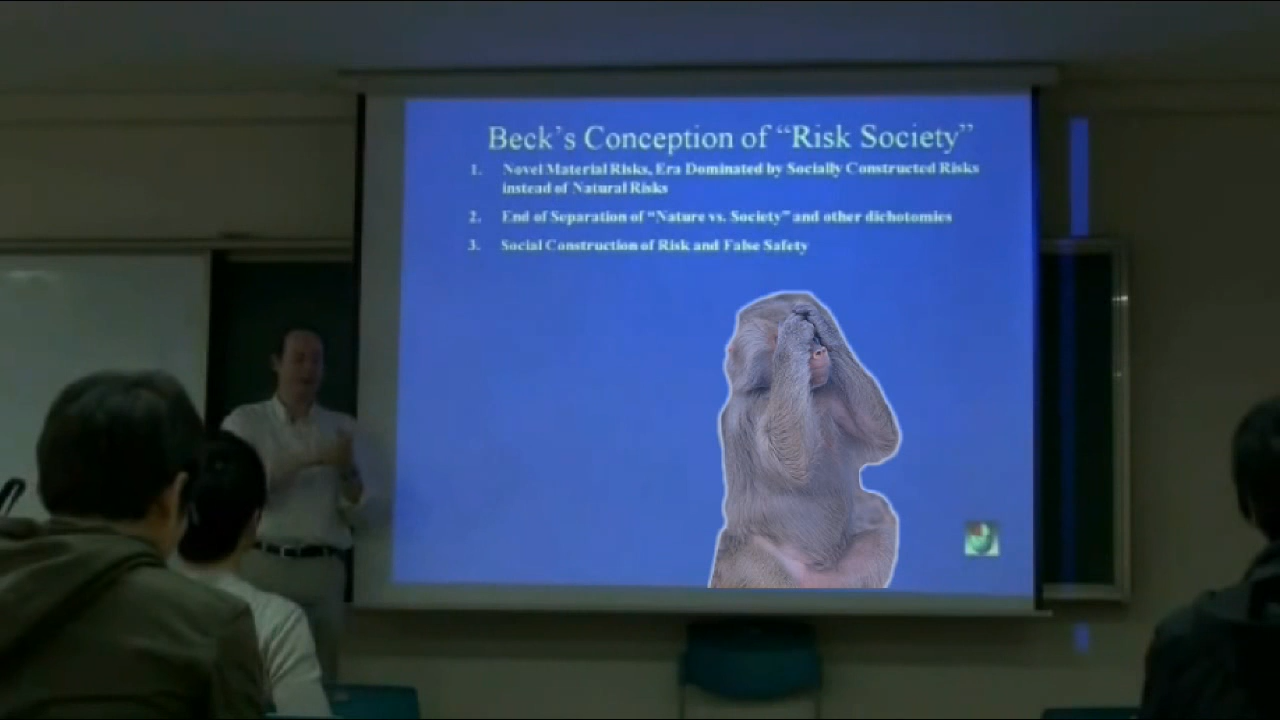 Beck's Conception of “Risk Society”
1. Novel Material Risks, Era Dominated by Socially Constructed Risks
instead of Natural Risks
2. End of Separation of “Nature vs. Society” and other dichotomies
3. Social Construction of Risk and False Safety